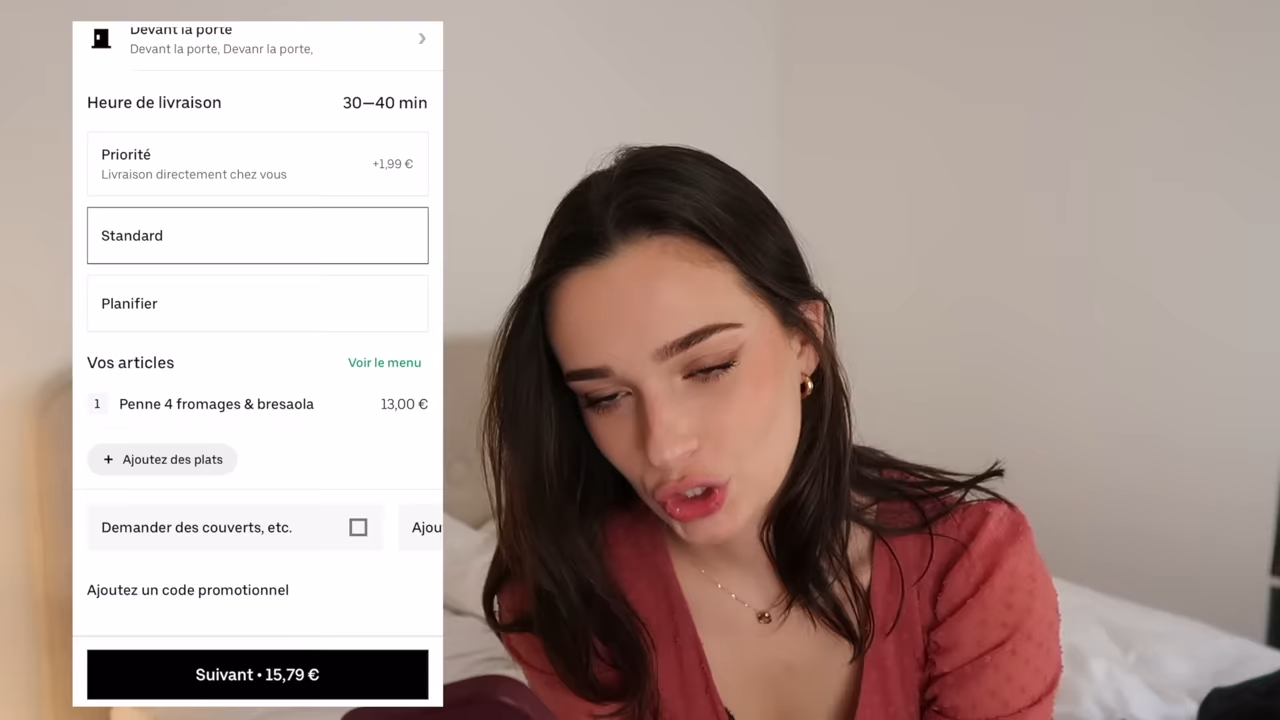 Devant la porte
Devant la porte, Devanr la porte,
Heure de livraison 30–40 min
Priorité
Livraison directement chez vous
+1,99 €
Standard
Planifier
Vos articles Voir le menu
1 Penne 4 fromages & bresaola 13,00 €
+ Ajoutez des plats
Demander des couverts, etc.
Ajou
Ajoutez un code promotionnel
Suivant • 15,79 €